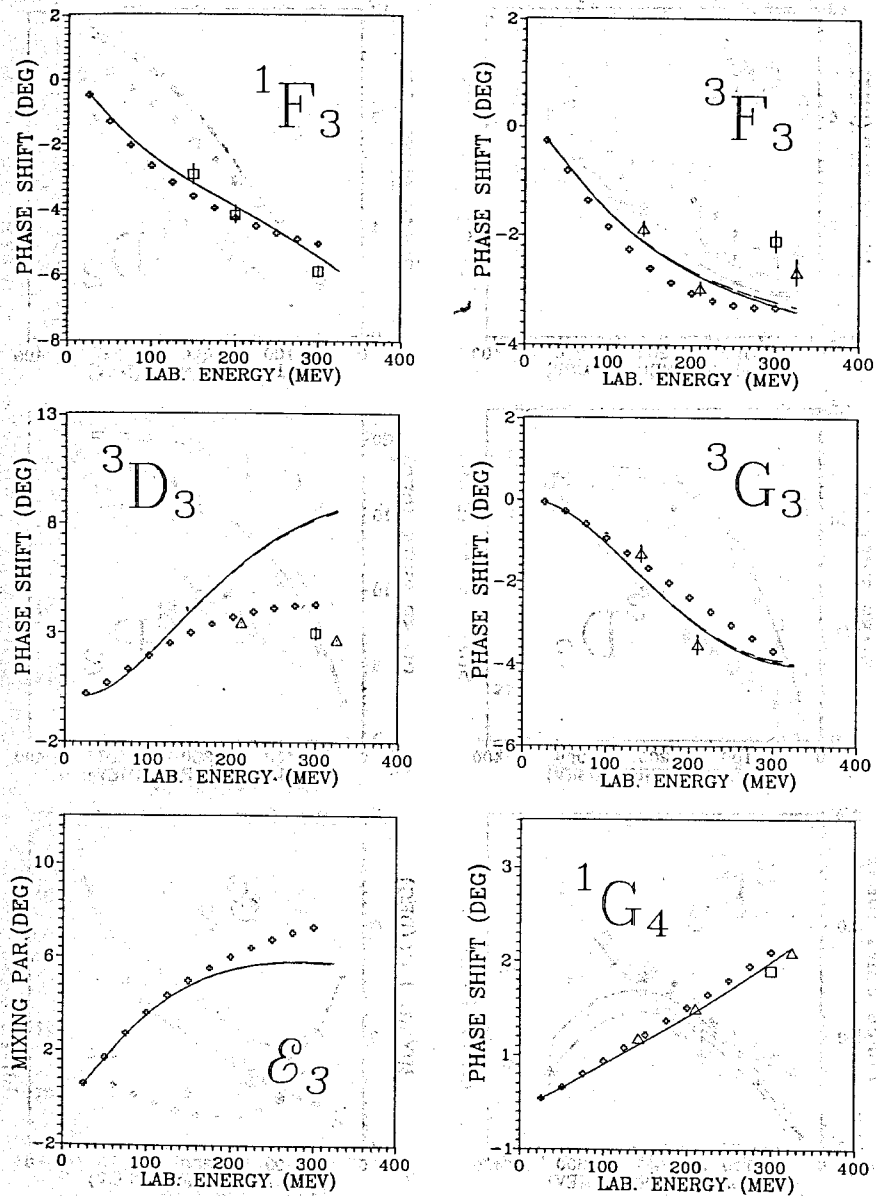 2
0
-2
-4
-6
-8
0 100 200 300 400
PHASE SHIFT (DEG)
LAB. ENERGY (MEV)
¹F₃
2
0
-2
-4
0 100 200 300 400
PHASE SHIFT (DEG)
LAB. ENERGY (MEV)
³F₃
13
8
3
-2
0 100 200 300 400
PHASE SHIFT (DEG)
LAB. ENERGY (MEV)
³D₃
2
0
-2
-4
-6
0 100 200 300 400
PHASE SHIFT (DEG)
LAB. ENERGY (MEV)
³G₃
10
6
2
-2
0 100 200 300 400
MIXING PAR.(DEG)
LAB. ENERGY (MEV)
ℰ₃
3
2
1
-1
0 100 200 300 400
PHASE SHIFT (DEG)
LAB. ENERGY (MEV)
¹G₄